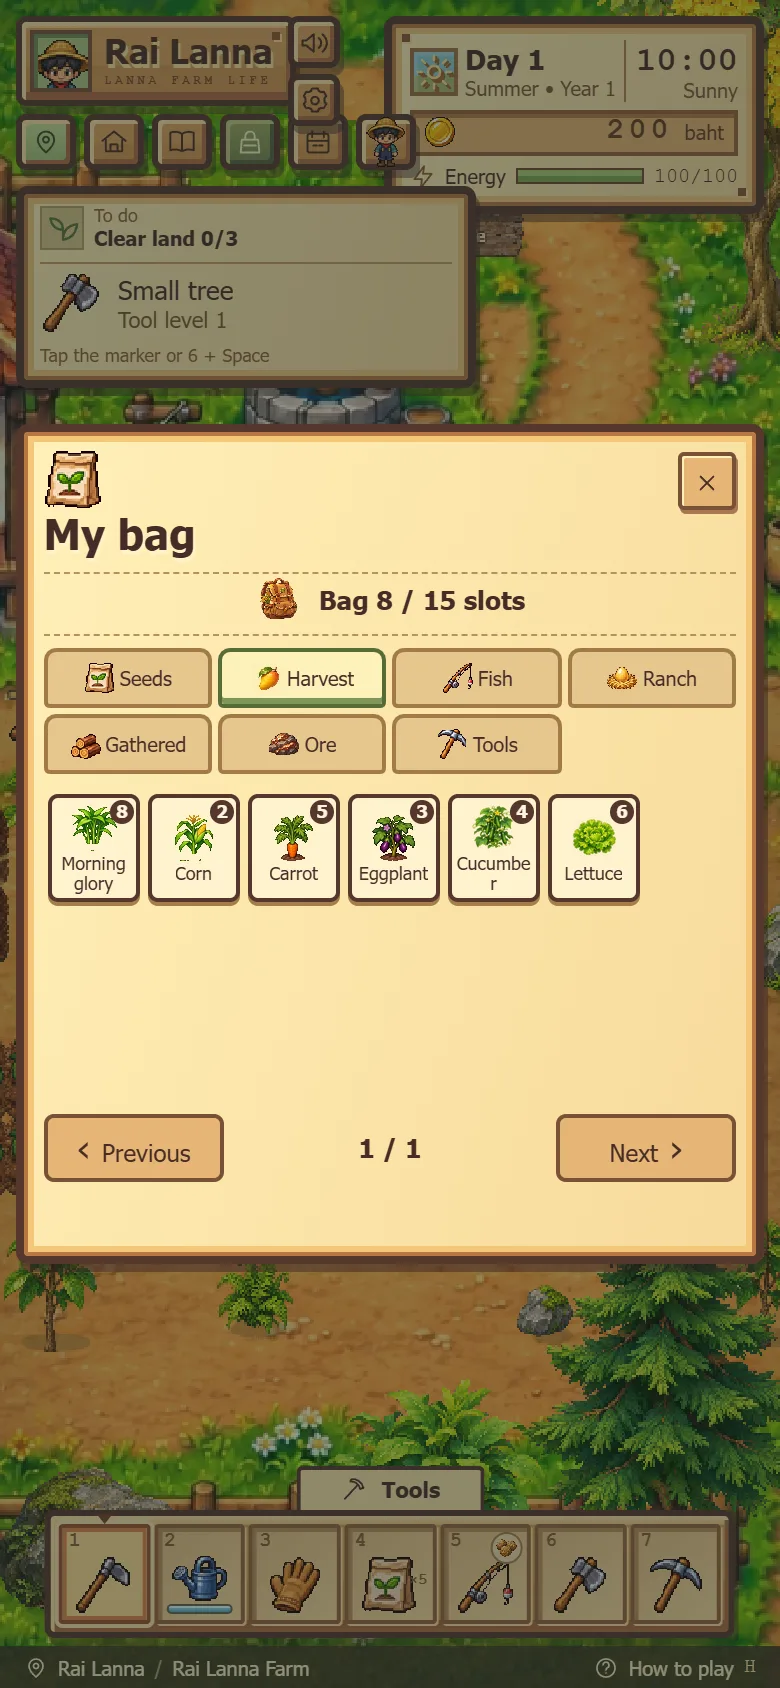 Rai Lanna
LANNA FARM LIFE
Day 1
Summer • Year 1
10:00
Sunny
200 baht
Energy 100/100
To do
Clear land 0/3
Small tree
Tool level 1
Tap the marker or 6 + Space
My bag
Bag 8 / 15 slots
Seeds
Harvest
Fish
Ranch
Gathered
Ore
Tools
8
Morning
glory
2
Corn
5
Carrot
3
Eggplant
4
Cucumbe
r
6
Lettuce
Previous
1 / 1
Next
Tools
1
2
3
4
×5
5
6
7
Rai Lanna / Rai Lanna Farm
How to play H